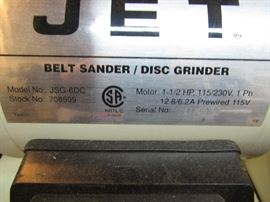 JET
BELT SANDER / DISC GRINDER
Model No.: JSG-6DC
Stock No.: 708599
SA
Motor: 1-1/2 HP, 115/230V, 1 Ph
12.8/6.2A Prewired 115V
Serial No.: